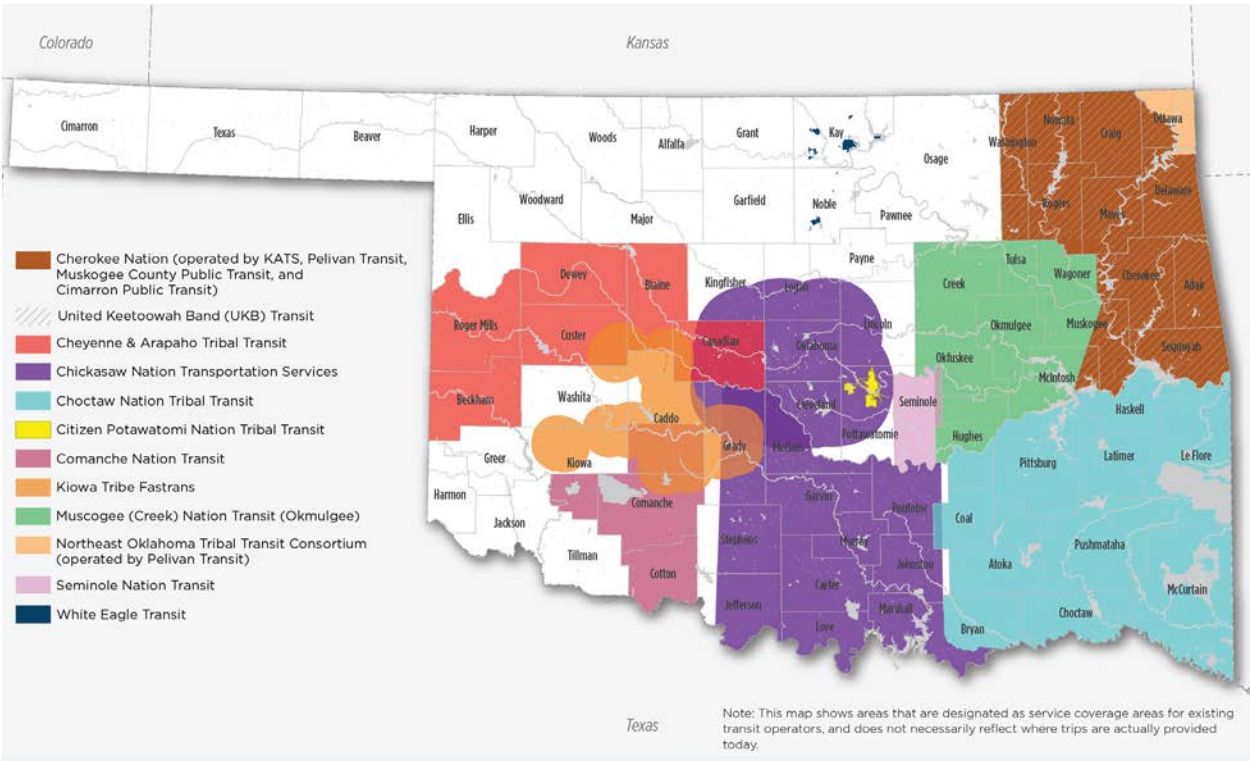 Colorado
Kansas
Cimarron
Texas
Beaver
Harper
Woods
Alfalfa
Grant
Kay
Osage
Washington
Nowata
Craig
Ottawa
Ellis
Woodward
Major
Garfield
Noble
Pawnee
Rogers
Mayes
Delaware
Cherokee Nation (operated by KATS, Pelivan Transit,
Muskogee County Public Transit, and
Cimarron Public Transit)
United Keetoowah Band (UKB) Transit
Cheyenne & Arapaho Tribal Transit
Chickasaw Nation Transportation Services
Choctaw Nation Tribal Transit
Citizen Potawatomi Nation Tribal Transit
Comanche Nation Transit
Kiowa Tribe Fastrans
Muscogee (Creek) Nation Transit (Okmulgee)
Northeast Oklahoma Tribal Transit Consortium
(operated by Pelivan Transit)
Seminole Nation Transit
White Eagle Transit
Dewey
Blaine
Kingfisher
Logan
Payne
Creek
Tulsa
Wagoner
Cherokee
Adair
Roger Mills
Custer
Canadian
Oklahoma
Lincoln
Okmulgee
Muskogee
Sequoyah
Beckham
Washita
Caddo
Cleveland
Okfuskee
McIntosh
Seminole
Haskell
Greer
Kiowa
Grady
McClain
Pottawatomie
Hughes
Pittsburg
Latimer
Le Flore
Harmon
Jackson
Comanche
Garvin
Pontotoc
Coal
Tillman
Cotton
Stephens
Murray
Johnston
Atoka
Pushmataha
McCurtain
Jefferson
Carter
Love
Marshall
Bryan
Choctaw
Texas
Note: This map shows areas that are designated as service coverage areas for existing
transit operators, and does not necessarily reflect where trips are actually provided
today.